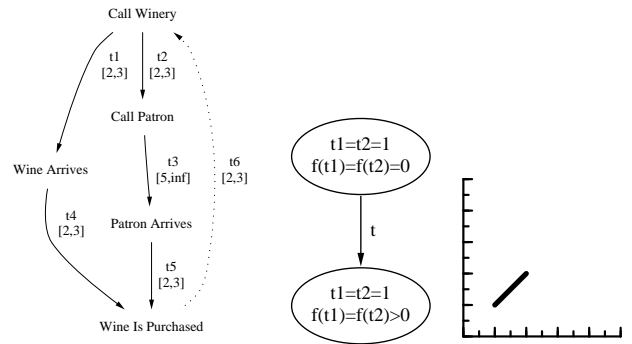 Call Winery
t1
[2,3]
t2
[2,3]
Call Patron
t3
[5,inf]
t6
[2,3]
Wine Arrives
t4
[2,3]
Patron Arrives
t5
[2,3]
Wine Is Purchased
t1=t2=1
f(t1)=f(t2)=0
t
t1=t2=1
f(t1)=f(t2)>0